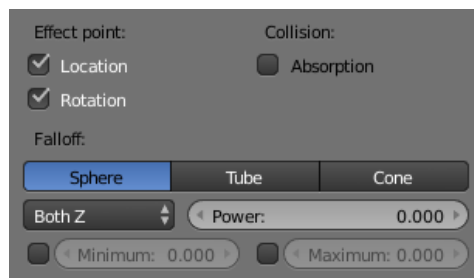 Effect point: Collision:
Location Absorption
Rotation
Falloff:
Sphere Tube Cone
Both Z Power: 0.000
Minimum: 0.000 Maximum: 0.000